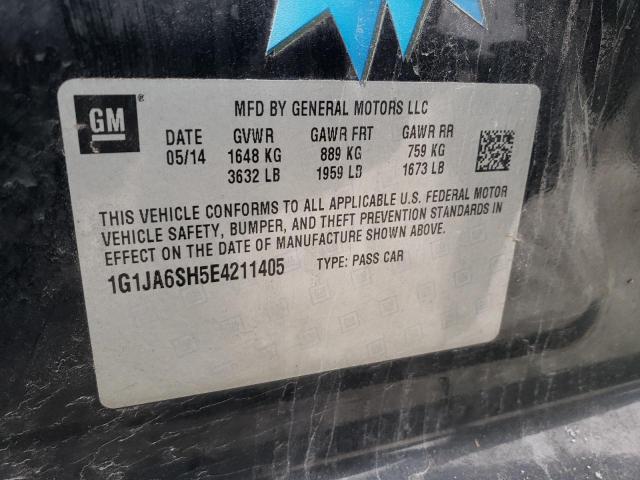 GM ®
MFD BY GENERAL MOTORS LLC
DATE GVWR GAWR FRT GAWR RR
05/14 1648 KG 889 KG 759 KG
3632 LB 1959 LB 1673 LB
THIS VEHICLE CONFORMS TO ALL APPLICABLE U.S. FEDERAL MOTOR
VEHICLE SAFETY, BUMPER, AND THEFT PREVENTION STANDARDS IN
EFFECT ON THE DATE OF MANUFACTURE SHOWN ABOVE.
1G1JA6SH5E4211405 TYPE: PASS CAR